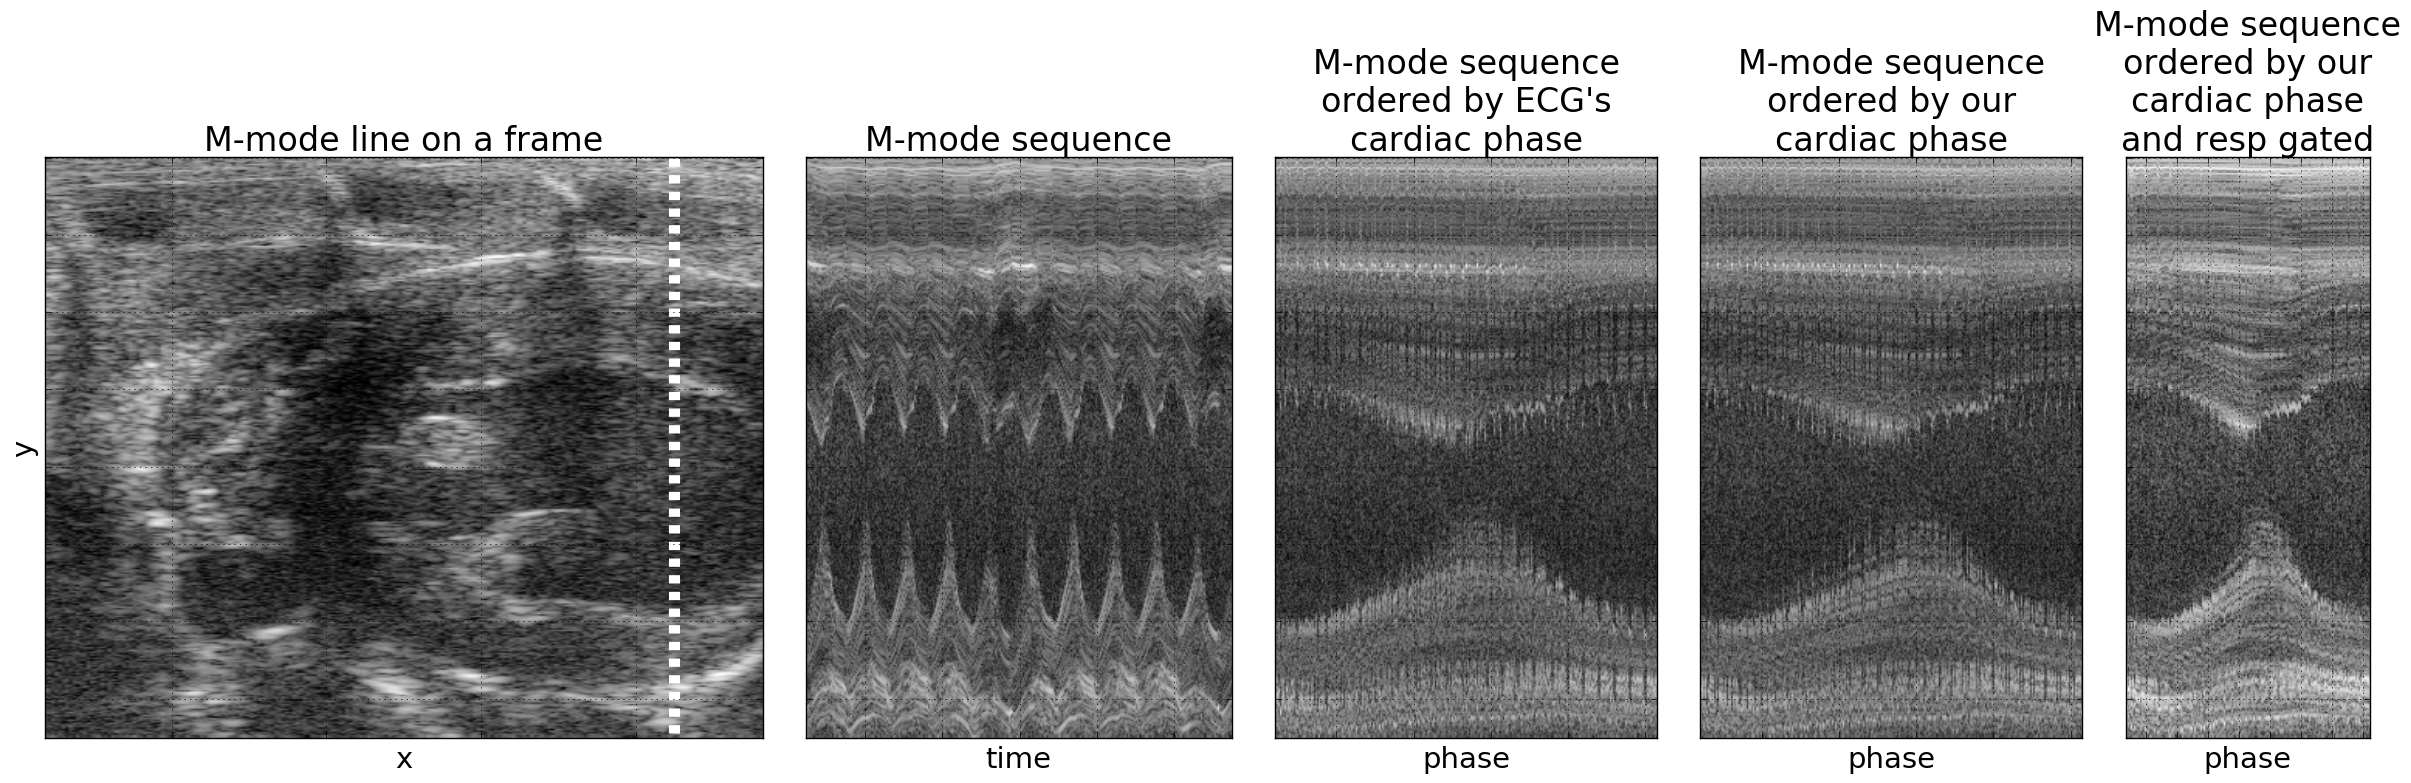 M-mode line on a frame
M-mode sequence
M-mode sequence
ordered by ECG's
cardiac phase
M-mode sequence
ordered by our
cardiac phase
M-mode sequence
ordered by our
cardiac phase
and resp gated
y
x
time
phase
phase
phase